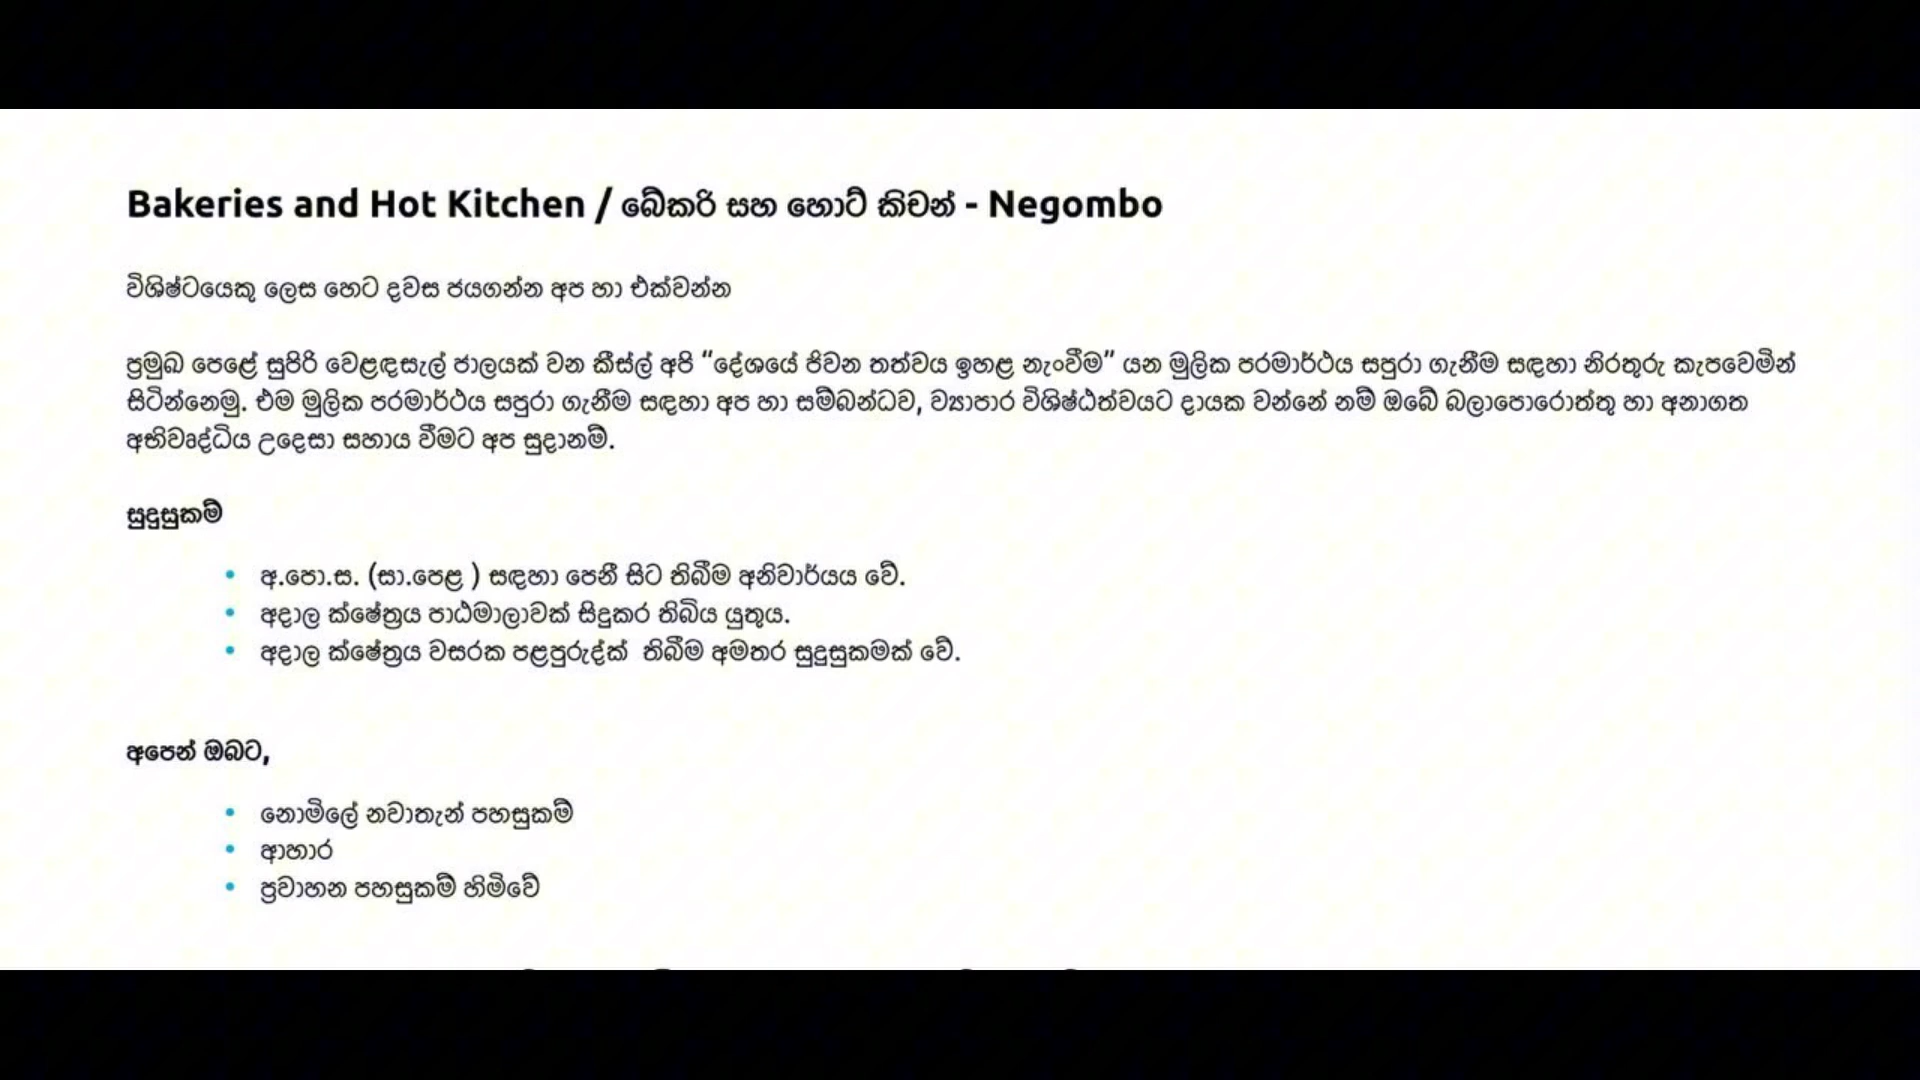 Bakeries and Hot Kitchen / බේකරි සහ හොට් කිචන් - Negombo
විශිෂ්ටයෙකු ලෙස හෙට දවස ජයගන්න අප හා එක්වන්න
ප්‍රමුඛ පෙළේ සුපිරි වෙළඳසැල් ජාලයක් වන කීස්ල් අපි “දේශයේ ජිවන තත්වය ඉහළ නැංවීම” යන මුලික පරමාර්ථය සපුරා ගැනීම සඳහා නිරතුරු කැපවෙමින්
සිටින්නෙමු. එම මුලික පරමාර්ථය සපුරා ගැනීම සඳහා අප හා සම්බන්ධව, ව්‍යාපාර විශිෂ්ඨත්වයට දායක වන්නේ නම් ඔබේ බලාපොරොත්තු හා අනාගත
අභිවෘද්ධිය උදෙසා සහාය වීමට අප සුදානම්.
සුදුසුකම්
• අ.පො.ස. (සා.පෙළ ) සඳහා පෙනී සිට තිබීම අනිවාර්යය වේ.
• අදාල ක්ෂේත්‍රය පාඨමාලාවක් සිදුකර තිබිය යුතුය.
• අදාල ක්ෂේත්‍රය වසරක පළපුරුද්ක් තිබීම අමතර සුදුසුකමක් වේ.
අපෙන් ඔබට,
• නොමිලේ නවාතැන් පහසුකම්
• ආහාර
• ප්‍රවාහන පහසුකම් හිමිවේ